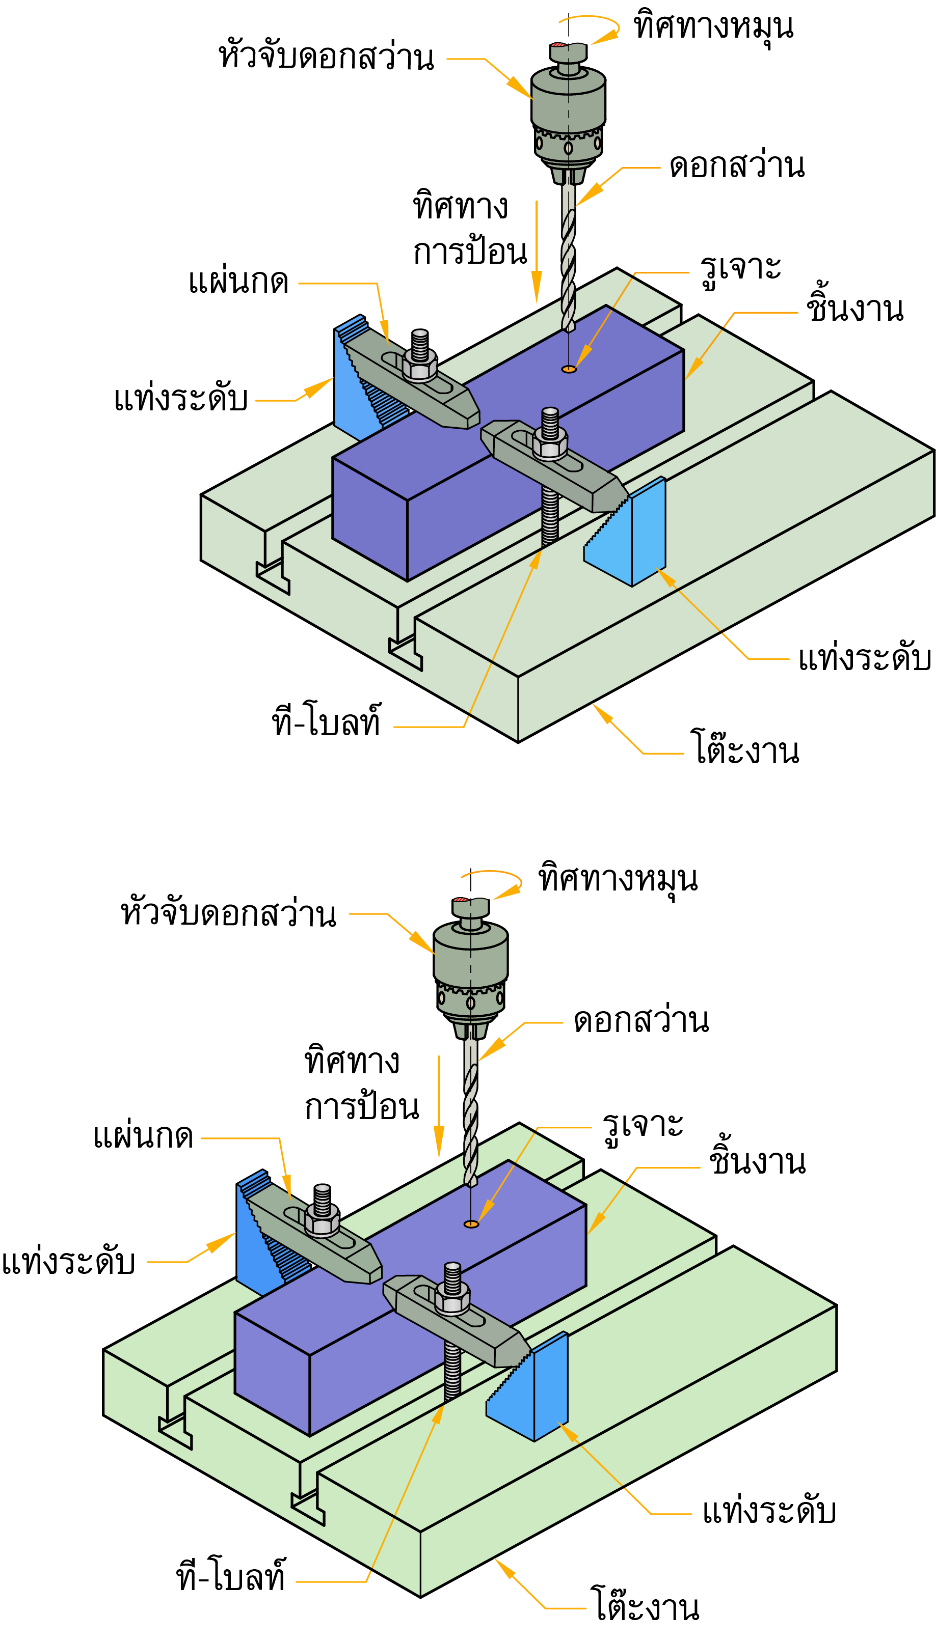 ทิศทางหมุน
หัวจับดอกสว่าน
ดอกสว่าน
ทิศทาง
การป้อน
รูเจาะ
แผ่นกด
ชิ้นงาน
แท่งระดับ
แท่งระดับ
ที-โบลท์
โต๊ะงาน
ทิศทางหมุน
หัวจับดอกสว่าน
ดอกสว่าน
ทิศทาง
การป้อน
รูเจาะ
แผ่นกด
ชิ้นงาน
แท่งระดับ
แท่งระดับ
ที-โบลท์
โต๊ะงาน